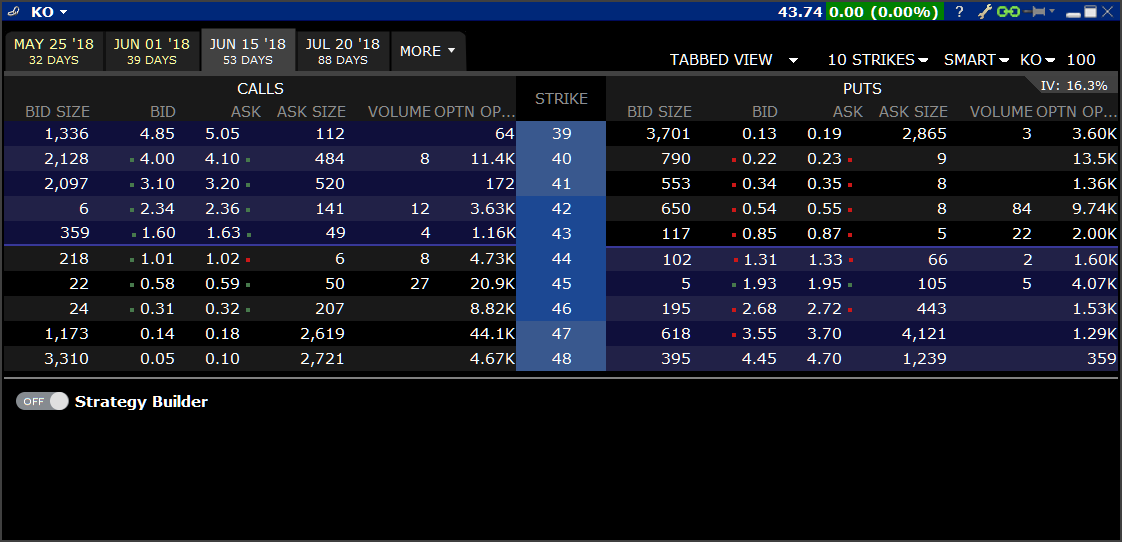 KO 43.74 0.00 (0.00%) ?
MAY 25 '18 JUN 01 '18 JUN 15 '18 JUL 20 '18 MORE
32 DAYS 39 DAYS 53 DAYS 88 DAYS
TABBED VIEW 10 STRIKES SMART KO 100
CALLS STRIKE PUTS IV: 16.3%
BID SIZE BID ASK ASK SIZE VOLUME OPTN OP... BID SIZE BID ASK ASK SIZE VOLUME OPTN OP...
1,336 4.85 5.05 112 64 39 3,701 0.13 0.19 2,865 3 3.60K
2,128 4.00 4.10 484 8 11.4K 40 790 0.22 0.23 9 13.5K
2,097 3.10 3.20 520 172 41 553 0.34 0.35 8 1.36K
6 2.34 2.36 141 12 3.63K 42 650 0.54 0.55 8 84 9.74K
359 1.60 1.63 49 4 1.16K 43 117 0.85 0.87 5 22 2.00K
218 1.01 1.02 6 8 4.73K 44 102 1.31 1.33 66 2 1.60K
22 0.58 0.59 50 27 20.9K 45 5 1.93 1.95 105 5 4.07K
24 0.31 0.32 207 8.82K 46 195 2.68 2.72 443 1.53K
1,173 0.14 0.18 2,619 44.1K 47 618 3.55 3.70 4,121 1.29K
3,310 0.05 0.10 2,721 4.67K 48 395 4.45 4.70 1,239 359
OFF Strategy Builder